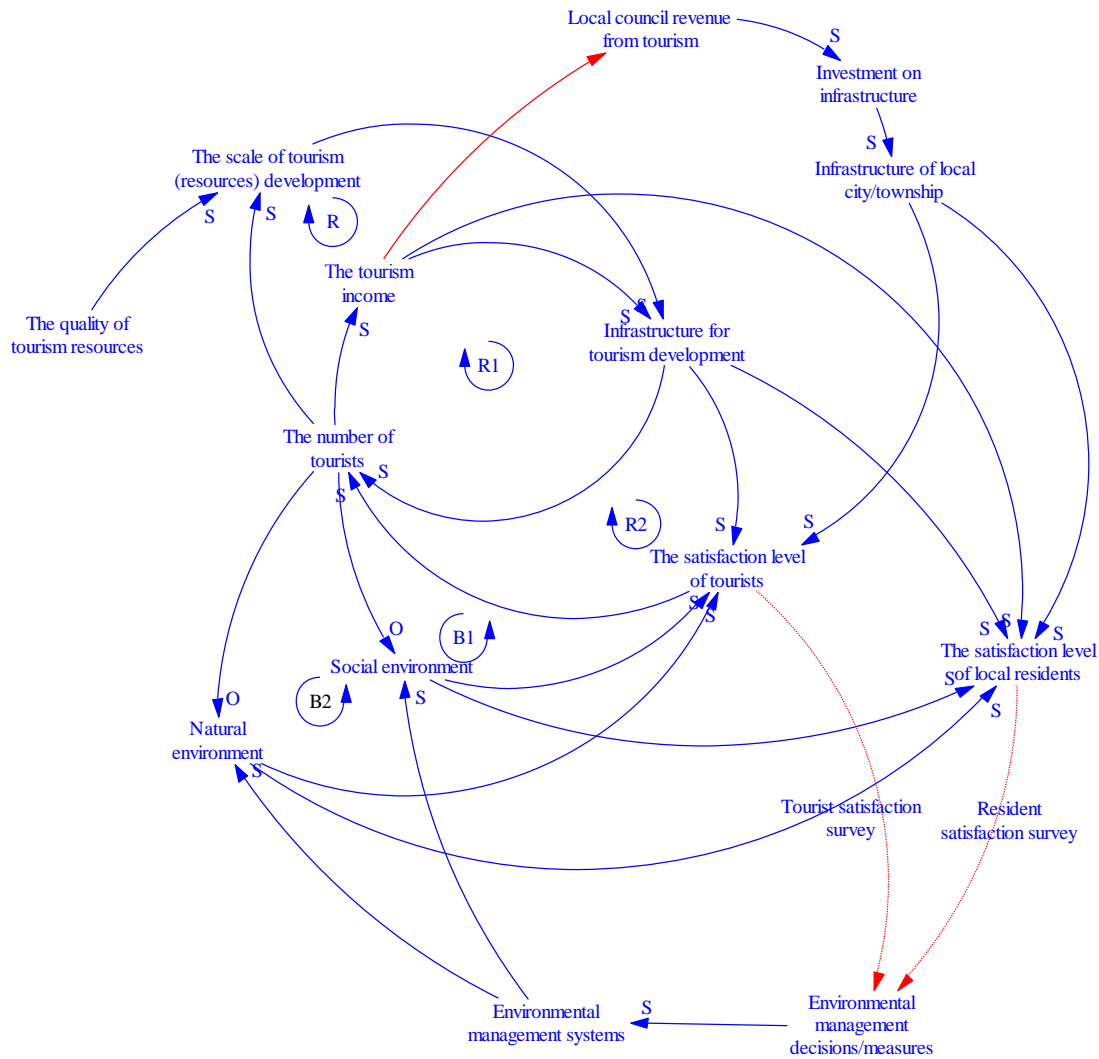 Local council revenue
from tourism
S
Investment on
infrastructure
S
Infrastructure of local
city/township
The scale of tourism
(resources) development
S
S
R
The tourism
income
S
The quality of
tourism resources
S
S
Infrastructure for
tourism development
R1
The number of
tourists
S
S
R2
S
S
The satisfaction level
of tourists
S
S
O
B1
Social environment
S
B2
O
Natural
environment
S
S
S
S
The satisfaction level
of local residents
S
S
Tourist satisfaction
survey
Resident
satisfaction survey
Environmental
management systems
S
Environmental
management
decisions/measures